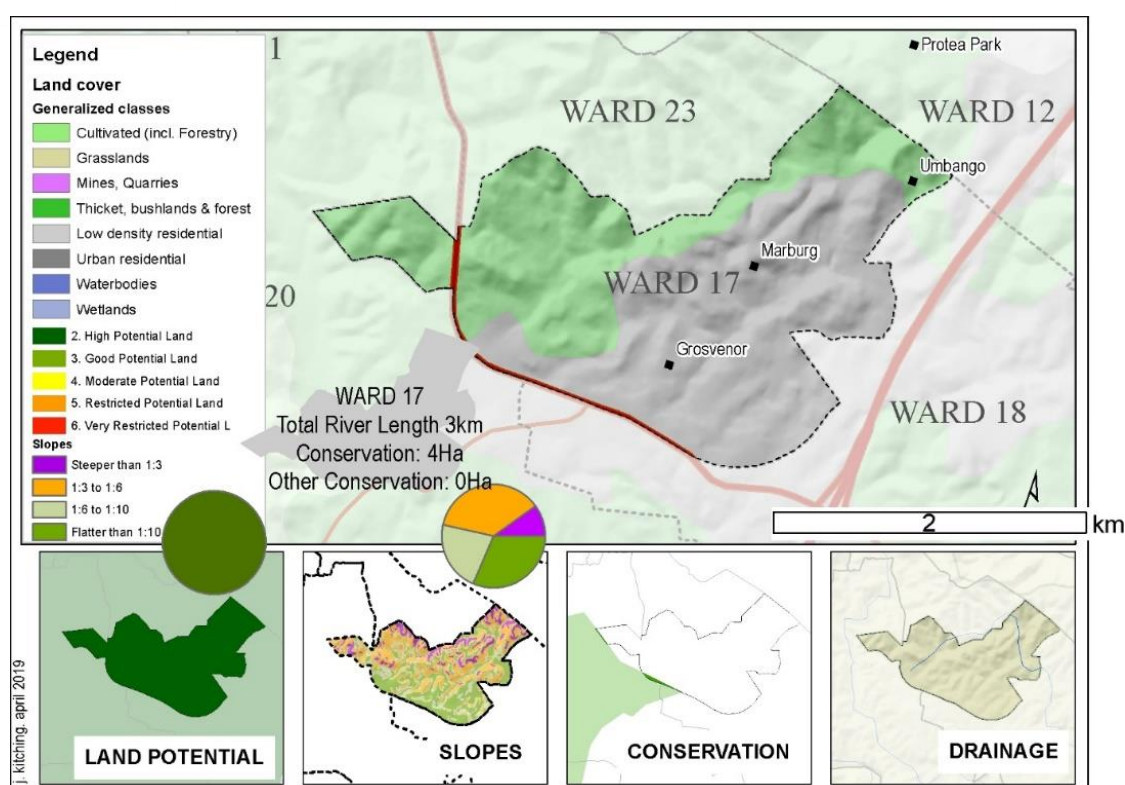 Legend
Land cover
Generalized classes
Cultivated (incl. Forestry)
Grasslands
Mines, Quarries
Thicket, bushlands & forest
Low density residential
Urban residential
Waterbodies
Wetlands
2. High Potential Land
3. Good Potential Land
4. Moderate Potential Land
5. Restricted Potential Land
6. Very Restricted Potential L
Slopes
Steeper than 1:3
1:3 to 1:6
1:6 to 1:10
Flatter than 1:10
1
20
Protea Park
WARD 23
WARD 12
Umbango
Marburg
WARD 17
Grosvenor
WARD 18
WARD 17
Total River Length 3km
Conservation: 4Ha
Other Conservation: 0Ha
2
km
LAND POTENTIAL
SLOPES
CONSERVATION
DRAINAGE
j. kitching. april 2019